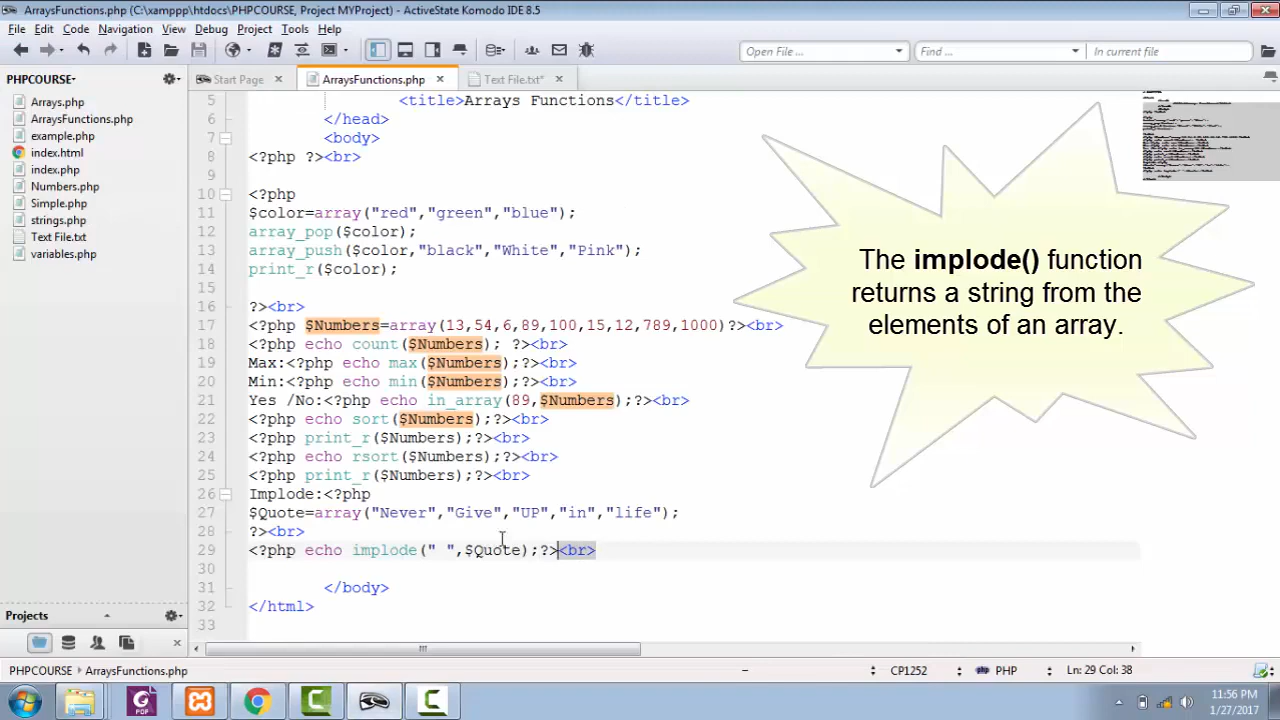 ArraysFunctions.php (C:\xamppp\htdocs\PHPCOURSE, Project MYProject) - ActiveState Komodo IDE 8.5
File Edit Code Navigation View Debug Project Tools Help
Open File ...
Find ...
In current file
PHPCOURSE
Start Page
ArraysFunctions.php
Text File.txt*
Arrays.php
ArraysFunctions.php
example.php
index.html
index.php
Numbers.php
Simple.php
strings.php
Text File.txt
variables.php
5 <title>Arrays Functions</title>
6 </head>
7 <body>
8 <?php ?><br>
9
10 <?php
11 $color=array("red","green","blue");
12 array_pop($color);
13 array_push($color,"black","White","Pink");
14 print_r($color);
15
16 ?><br>
17 <?php $Numbers=array(13,54,6,89,100,15,12,789,1000)?><br>
18 <?php echo count($Numbers); ?><br>
19 Max:<?php echo max($Numbers);?><br>
20 Min:<?php echo min($Numbers);?><br>
21 Yes /No:<?php echo in_array(89,$Numbers);?><br>
22 <?php echo sort($Numbers);?><br>
23 <?php print_r($Numbers);?><br>
24 <?php echo rsort($Numbers);?><br>
25 <?php print_r($Numbers);?><br>
26 Implode:<?php
27 $Quote=array("Never","Give","UP","in","life");
28 ?><br>
29 <?php echo implode(" ",$Quote);?><br>
30
31 </body>
32 </html>
33
The implode() function
returns a string from the
elements of an array.
Projects
PHPCOURSE ArraysFunctions.php
CP1252
PHP
Ln: 29 Col: 38
PDF
11:56 PM
1/27/2017